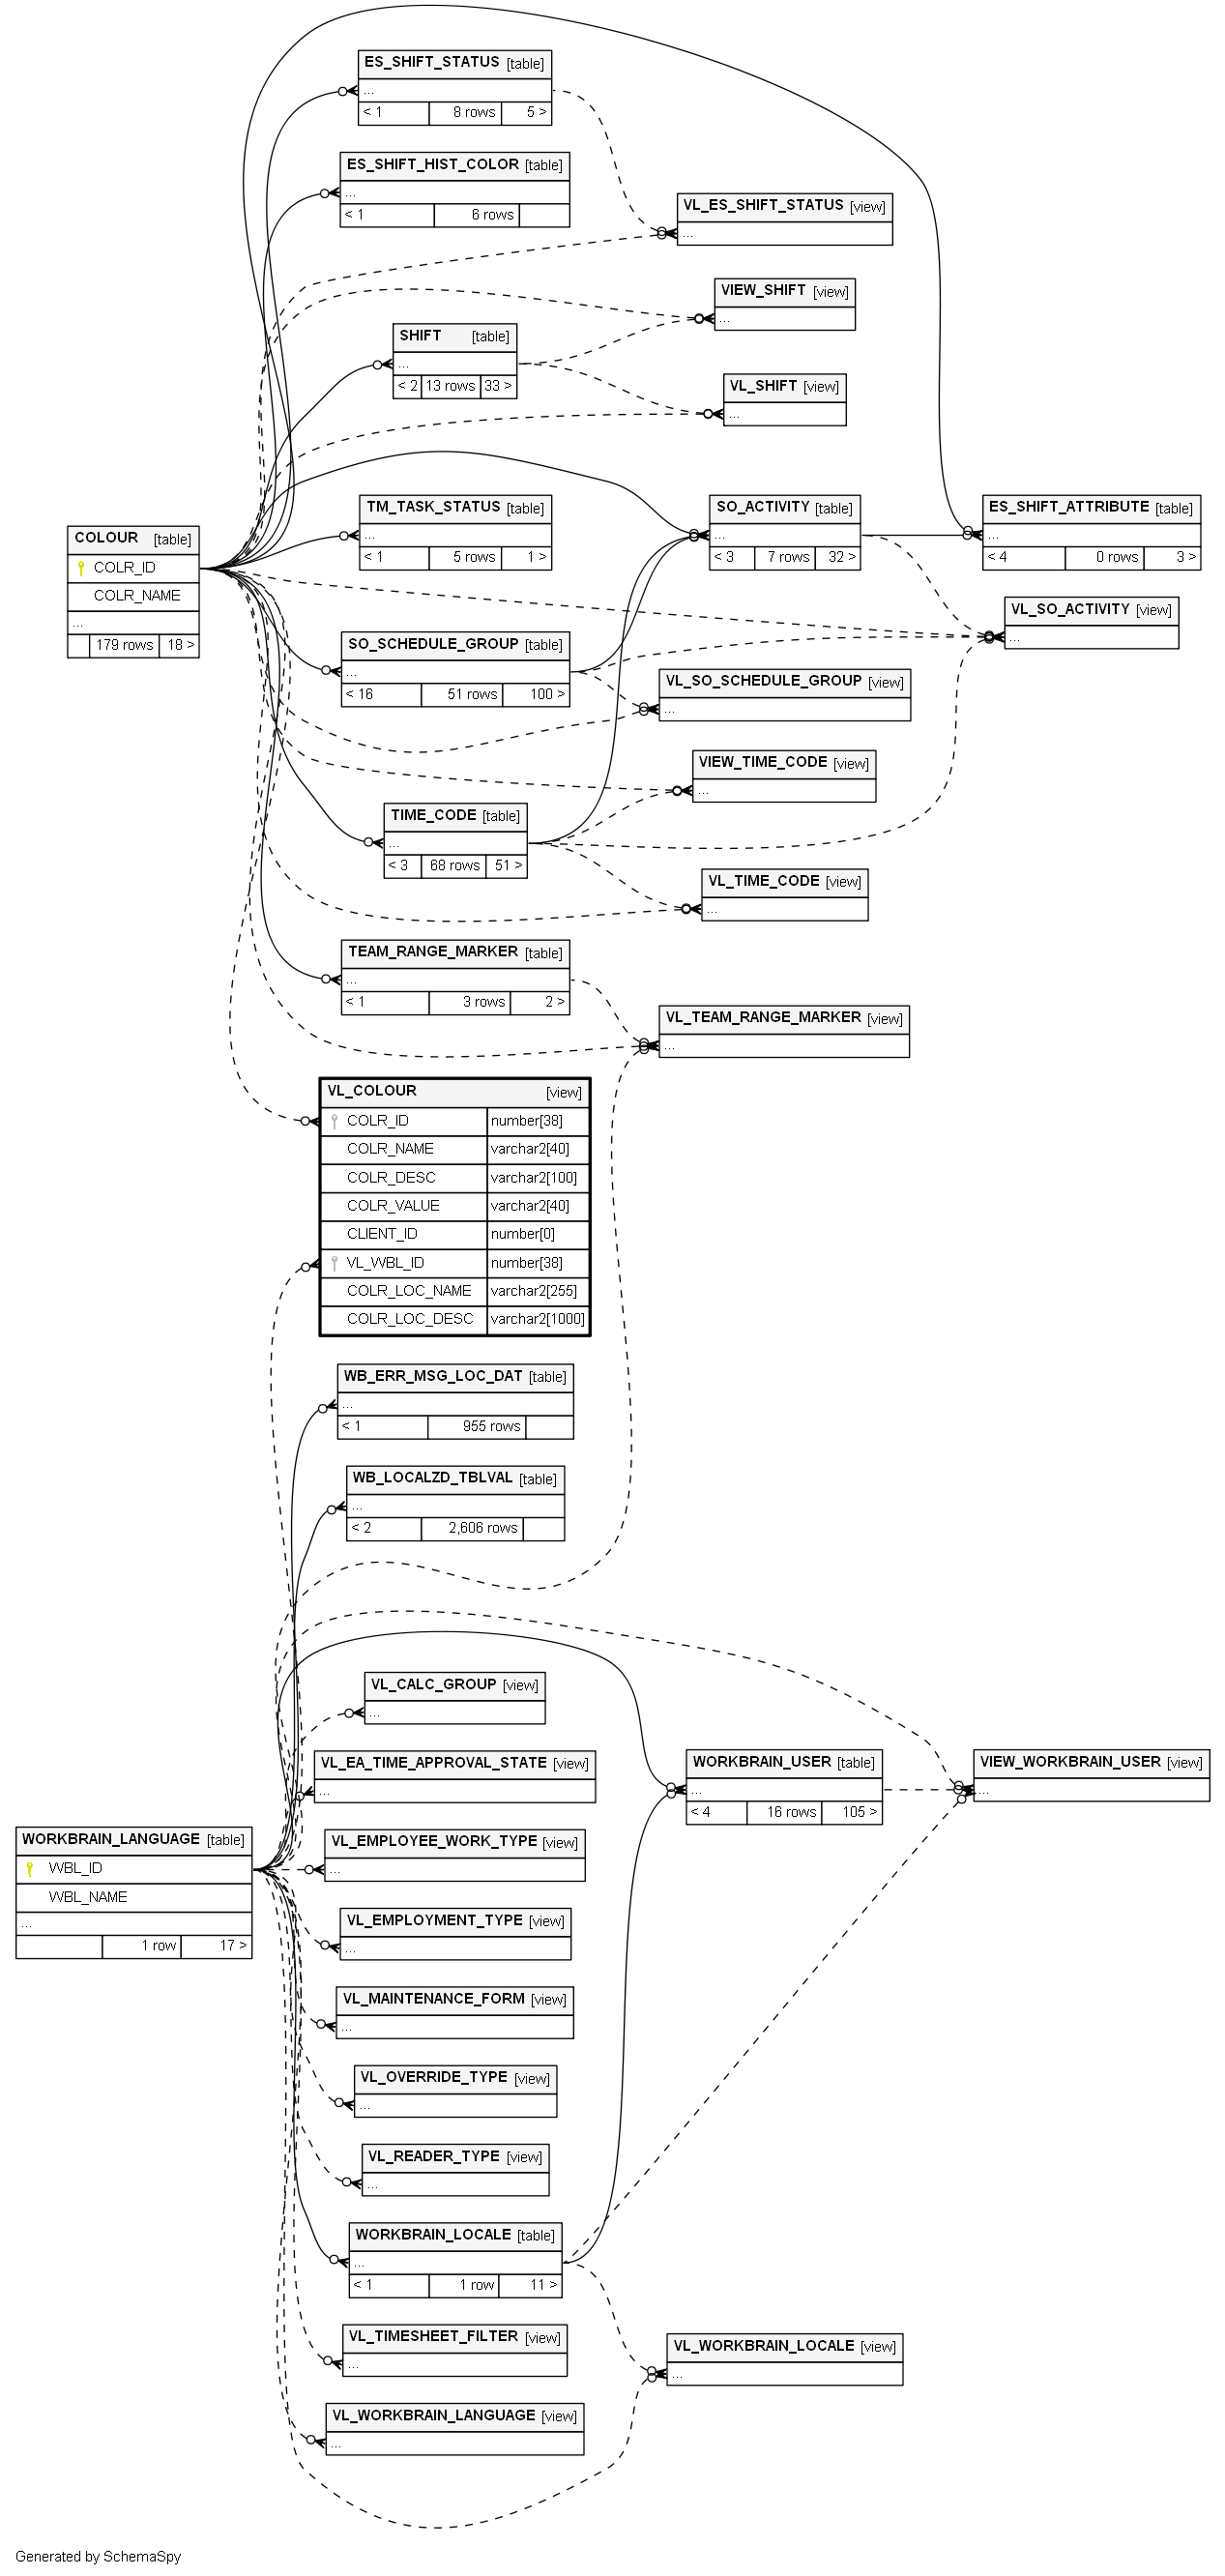 ES_SHIFT_STATUS [table]
...
< 1 8 rows 5 >
ES_SHIFT_HIST_COLOR [table]
...
< 1 6 rows
VL_ES_SHIFT_STATUS [view]
...
VIEW_SHIFT [view]
...
SHIFT [table]
...
< 2 13 rows 33 >
VL_SHIFT [view]
...
TM_TASK_STATUS [table]
...
< 1 5 rows 1 >
SO_ACTIVITY [table]
...
< 3 7 rows 32 >
ES_SHIFT_ATTRIBUTE [table]
...
< 4 0 rows 3 >
COLOUR [table]
COLR_ID
COLR_NAME
...
179 rows 18 >
VL_SO_ACTIVITY [view]
...
SO_SCHEDULE_GROUP [table]
...
< 16 51 rows 100 >
VL_SO_SCHEDULE_GROUP [view]
...
VIEW_TIME_CODE [view]
...
TIME_CODE [table]
...
< 3 68 rows 51 >
VL_TIME_CODE [view]
...
TEAM_RANGE_MARKER [table]
...
< 1 3 rows 2 >
VL_TEAM_RANGE_MARKER [view]
...
VL_COLOUR [view]
COLR_ID number[38]
COLR_NAME varchar2[40]
COLR_DESC varchar2[100]
COLR_VALUE varchar2[40]
CLIENT_ID number[0]
VL_WBL_ID number[38]
COLR_LOC_NAME varchar2[255]
COLR_LOC_DESC varchar2[1000]
WB_ERR_MSG_LOC_DAT [table]
...
< 1 955 rows
WB_LOCALZD_TBLVAL [table]
...
< 2 2,606 rows
VL_CALC_GROUP [view]
...
VL_EA_TIME_APPROVAL_STATE [view]
...
WORKBRAIN_USER [table]
...
< 4 16 rows 105 >
VIEW_WORKBRAIN_USER [view]
...
WORKBRAIN_LANGUAGE [table]
WBL_ID
WBL_NAME
...
1 row 17 >
VL_EMPLOYEE_WORK_TYPE [view]
...
VL_EMPLOYMENT_TYPE [view]
...
VL_MAINTENANCE_FORM [view]
...
VL_OVERRIDE_TYPE [view]
...
VL_READER_TYPE [view]
...
WORKBRAIN_LOCALE [table]
...
< 1 1 row 11 >
VL_TIMESHEET_FILTER [view]
...
VL_WORKBRAIN_LOCALE [view]
...
VL_WORKBRAIN_LANGUAGE [view]
...
Generated by SchemaSpy